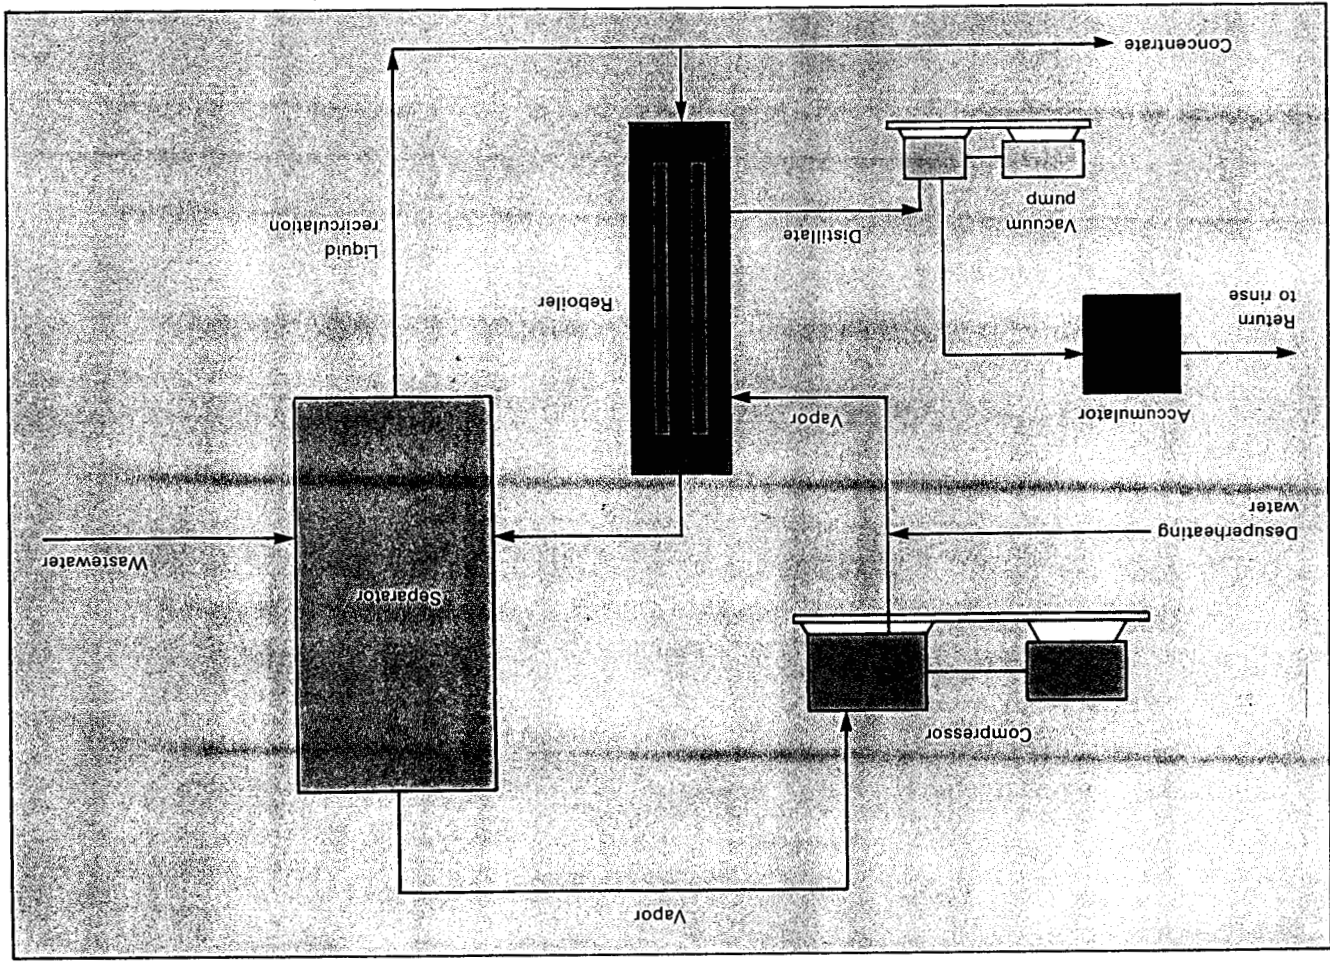 Vapor
Compressor
Separator
Desuperheating
water
Wastewater
Accumulator
Vapor
Return
to rinse
Reboiler
Liquid
recirculation
Vacuum
pump
Distillate
Concentrate